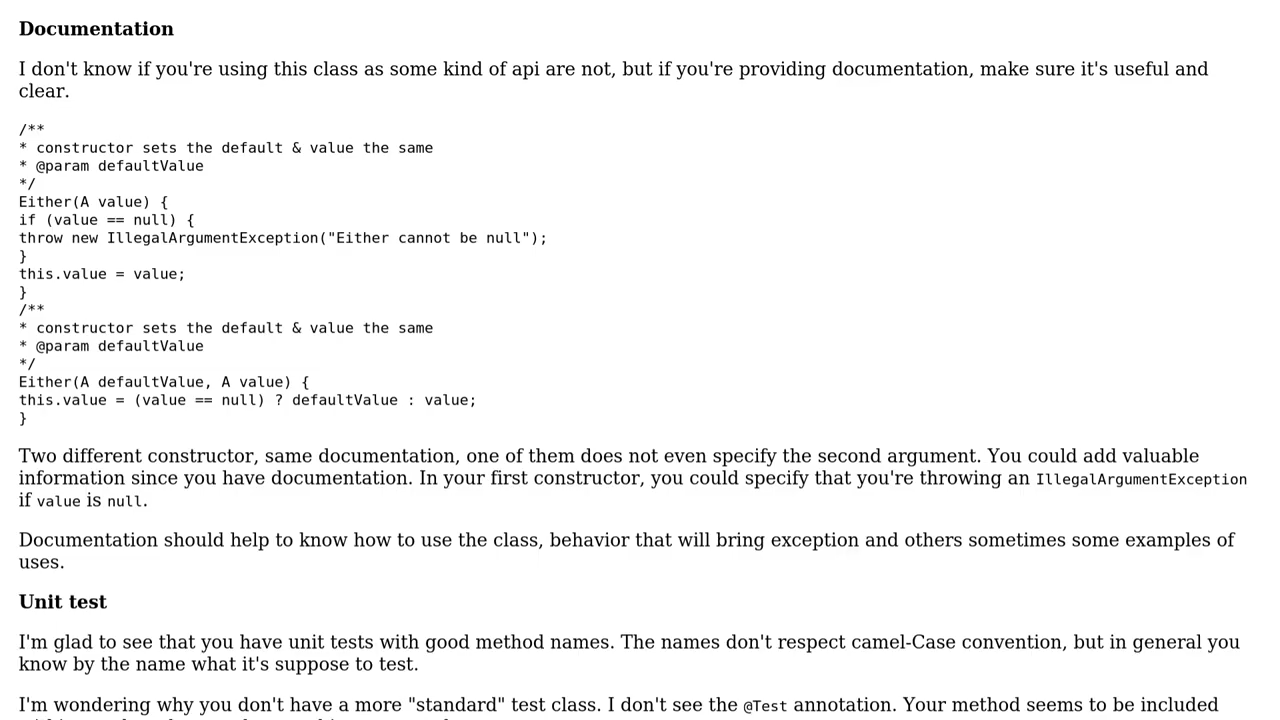 Documentation
I don't know if you're using this class as some kind of api are not, but if you're providing documentation, make sure it's useful and
clear.
/**
* constructor sets the default & value the same
* @param defaultValue
*/
Either(A value) {
if (value == null) {
throw new IllegalArgumentException("Either cannot be null");
}
this.value = value;
}
/**
* constructor sets the default & value the same
* @param defaultValue
*/
Either(A defaultValue, A value) {
this.value = (value == null) ? defaultValue : value;
}
Two different constructor, same documentation, one of them does not even specify the second argument. You could add valuable
information since you have documentation. In your first constructor, you could specify that you're throwing an IllegalArgumentException
if value is null.
Documentation should help to know how to use the class, behavior that will bring exception and others sometimes some examples of
uses.
Unit test
I'm glad to see that you have unit tests with good method names. The names don't respect camel-Case convention, but in general you
know by the name what it's suppose to test.
I'm wondering why you don't have a more "standard" test class. I don't see the @Test annotation. Your method seems to be included